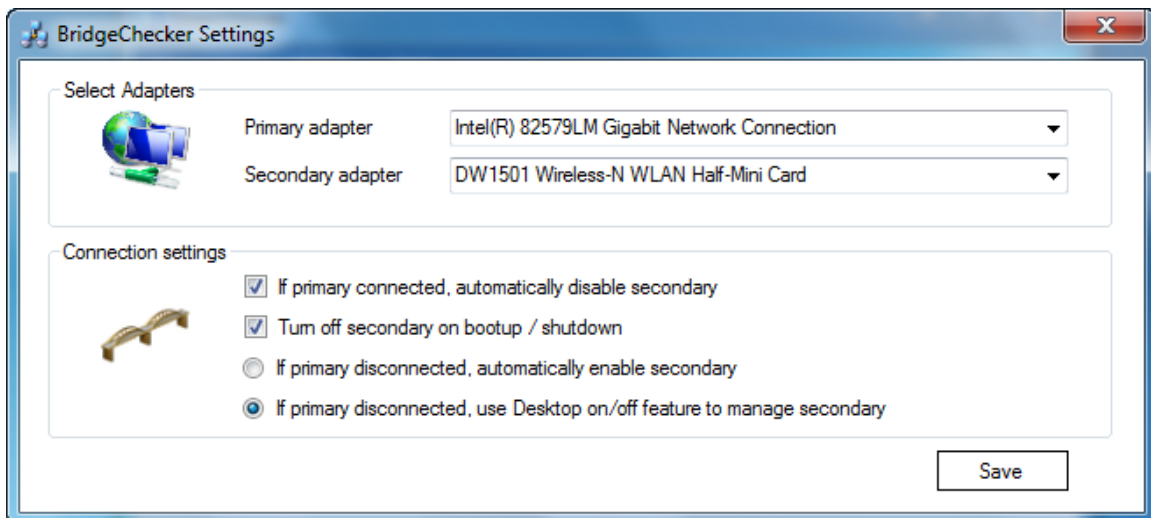 BridgeChecker Settings
Select Adapters
Primary adapter Intel(R) 82579LM Gigabit Network Connection
Secondary adapter DW1501 Wireless-N WLAN Half-Mini Card
Connection settings
If primary connected, automatically disable secondary
Turn off secondary on bootup / shutdown
If primary disconnected, automatically enable secondary
If primary disconnected, use Desktop on/off feature to manage secondary
Save